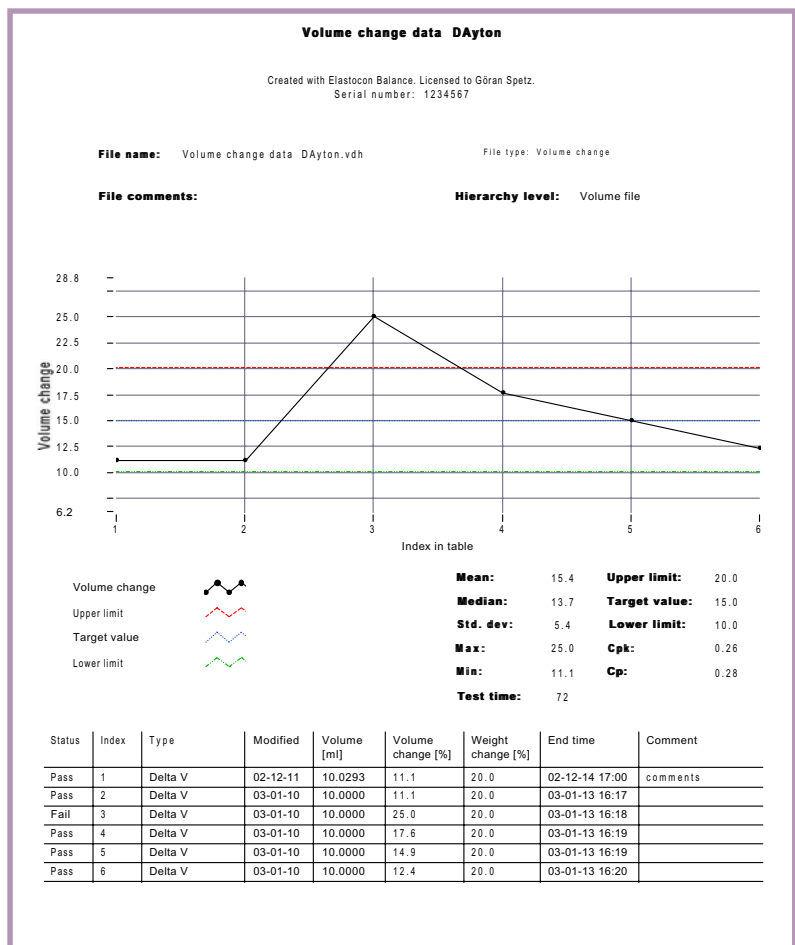 Volume change data DAyton
Created with Elastocon Balance. Licensed to Göran Spetz.
Serial number: 1234567
File name: Volume change data DAyton.vdh File type: Volume change
File comments: Hierarchy level: Volume file
28.8
25.0
22.5
20.0
17.5
15.0
12.5
10.0
6.2
Volume change
1 2 3 4 5 6
Index in table
Volume change
Upper limit
Target value
Lower limit
Mean: 15.4 Upper limit: 20.0
Median: 13.7 Target value: 15.0
Std. dev: 5.4 Lower limit: 10.0
Max: 25.0 Cpk: 0.26
Min: 11.1 Cp: 0.28
Test time: 72
Status Index Type Modified Volume [ml] Volume change [%] Weight change [%] End time Comment
Pass 1 Delta V 02-12-11 10.0293 11.1 20.0 02-12-14 17:00 comments
Pass 2 Delta V 03-01-10 10.0000 11.1 20.0 03-01-13 16:17
Fail 3 Delta V 03-01-10 10.0000 25.0 20.0 03-01-13 16:18
Pass 4 Delta V 03-01-10 10.0000 17.6 20.0 03-01-13 16:19
Pass 5 Delta V 03-01-10 10.0000 14.9 20.0 03-01-13 16:19
Pass 6 Delta V 03-01-10 10.0000 12.4 20.0 03-01-13 16:20